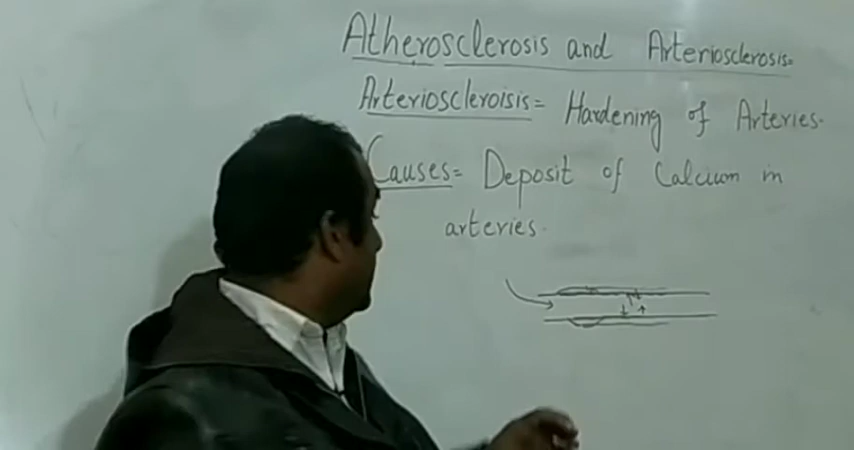 Atherosclerosis and Arteriosclerosis.
Arterioscleroisis = Hardening of Arteries.
Causes = Deposit of Calcium in
arteries.